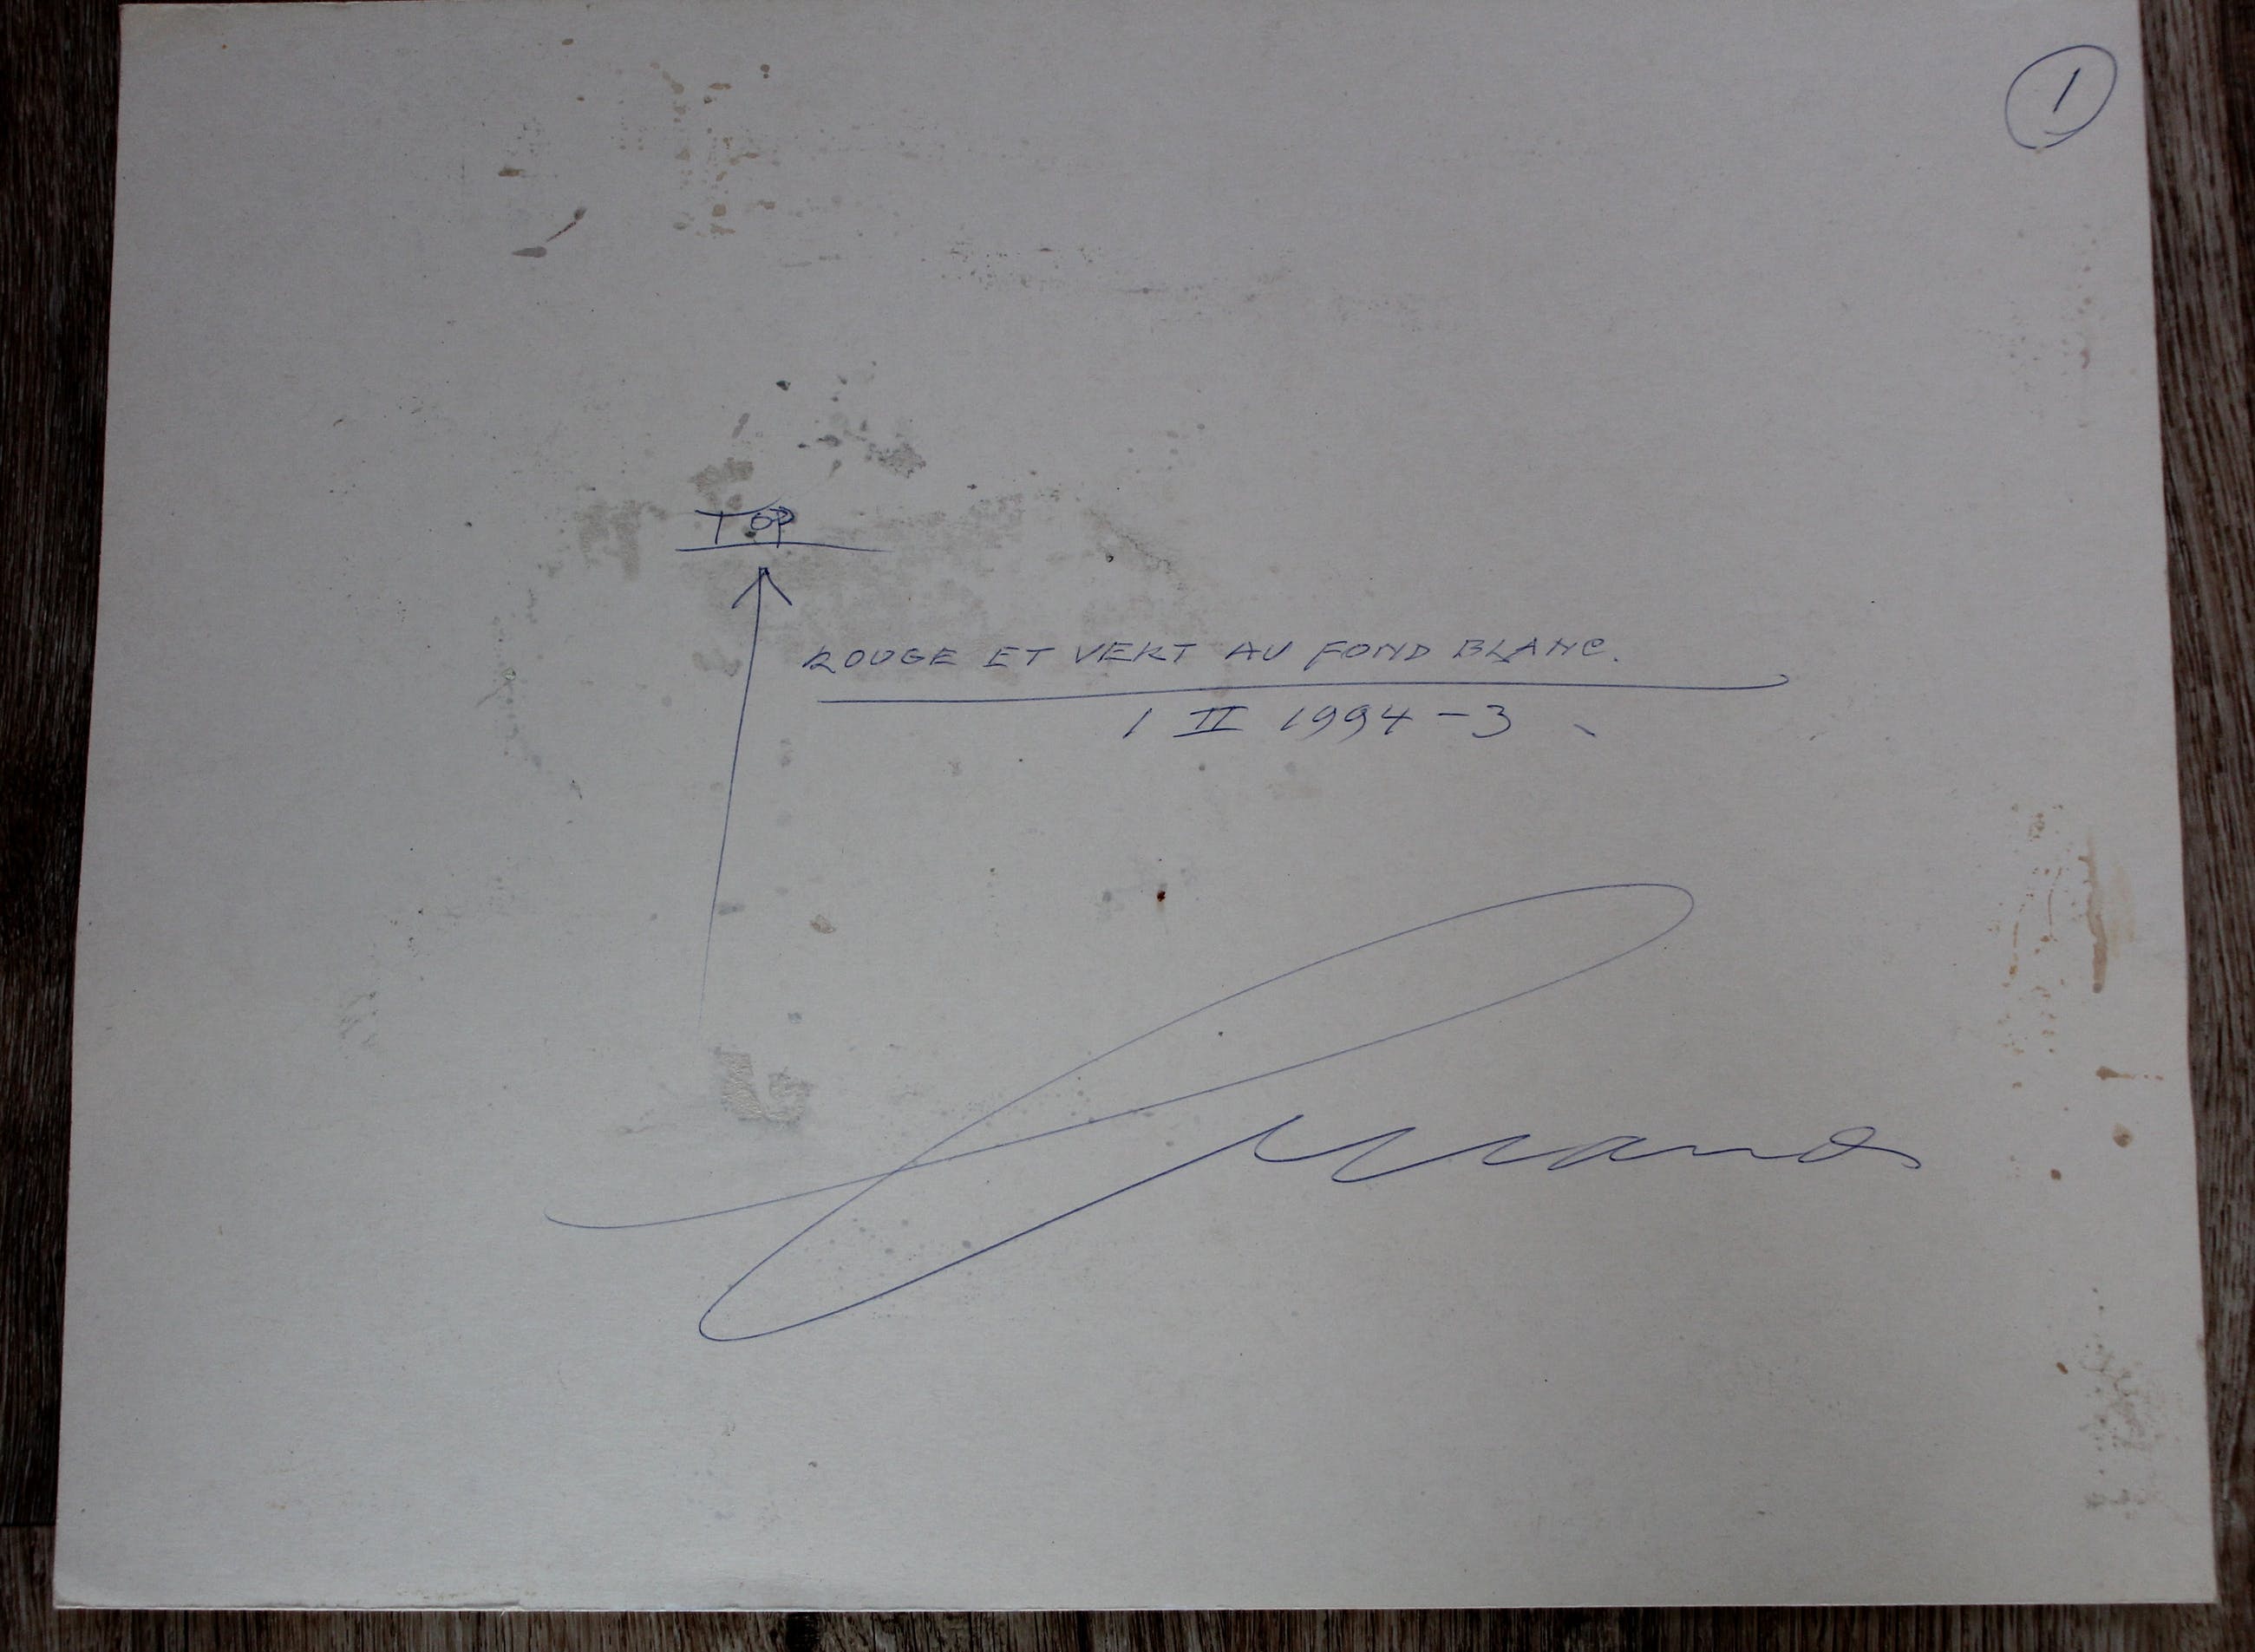 1
TOP
ROUGE ET VERT AU FOND BLANC.
1 II 1994-3